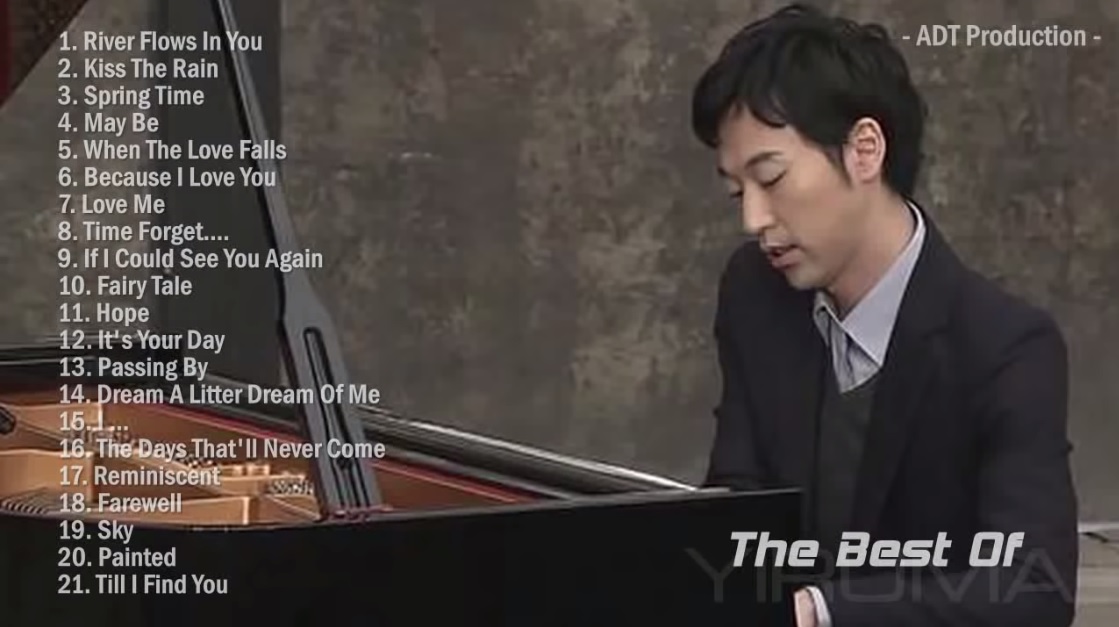 1. River Flows In You
2. Kiss The Rain
3. Spring Time
4. May Be
5. When The Love Falls
6. Because I Love You
7. Love Me
8. Time Forget....
9. If I Could See You Again
10. Fairy Tale
11. Hope
12. It's Your Day
13. Passing By
14. Dream A Litter Dream Of Me
15. I ...
16. The Days That'll Never Come
17. Reminiscent
18. Farewell
19. Sky
20. Painted
21. Till I Find You
- ADT Production -
The Best Of
YIRUMA